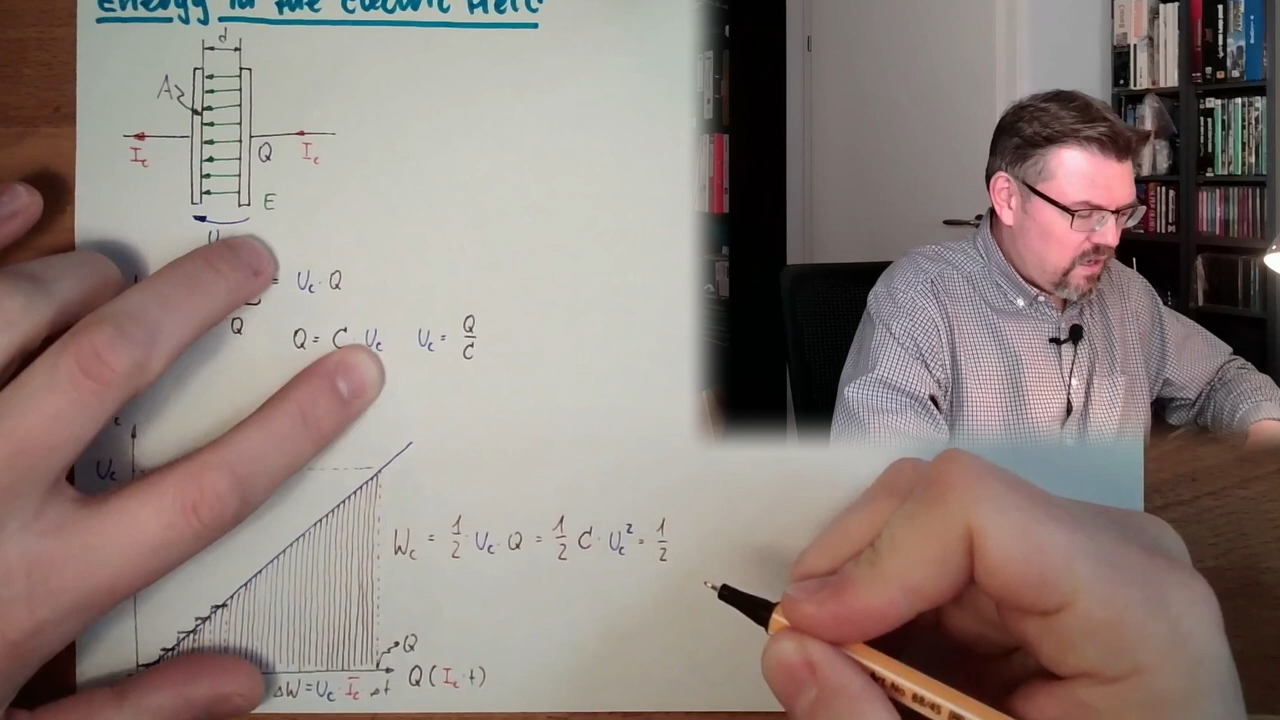 Energy in the Electric Field
d
A
I_c Q I_c
E
U
= U_c · Q
Q
Q = C · U_c U_c = Q/C
c
U_c
W_c = 1/2 · U_c · Q = 1/2 C · U_c² = 1/2
Q
ΔW = U_c · I_c · Δt Q (I_c · t)